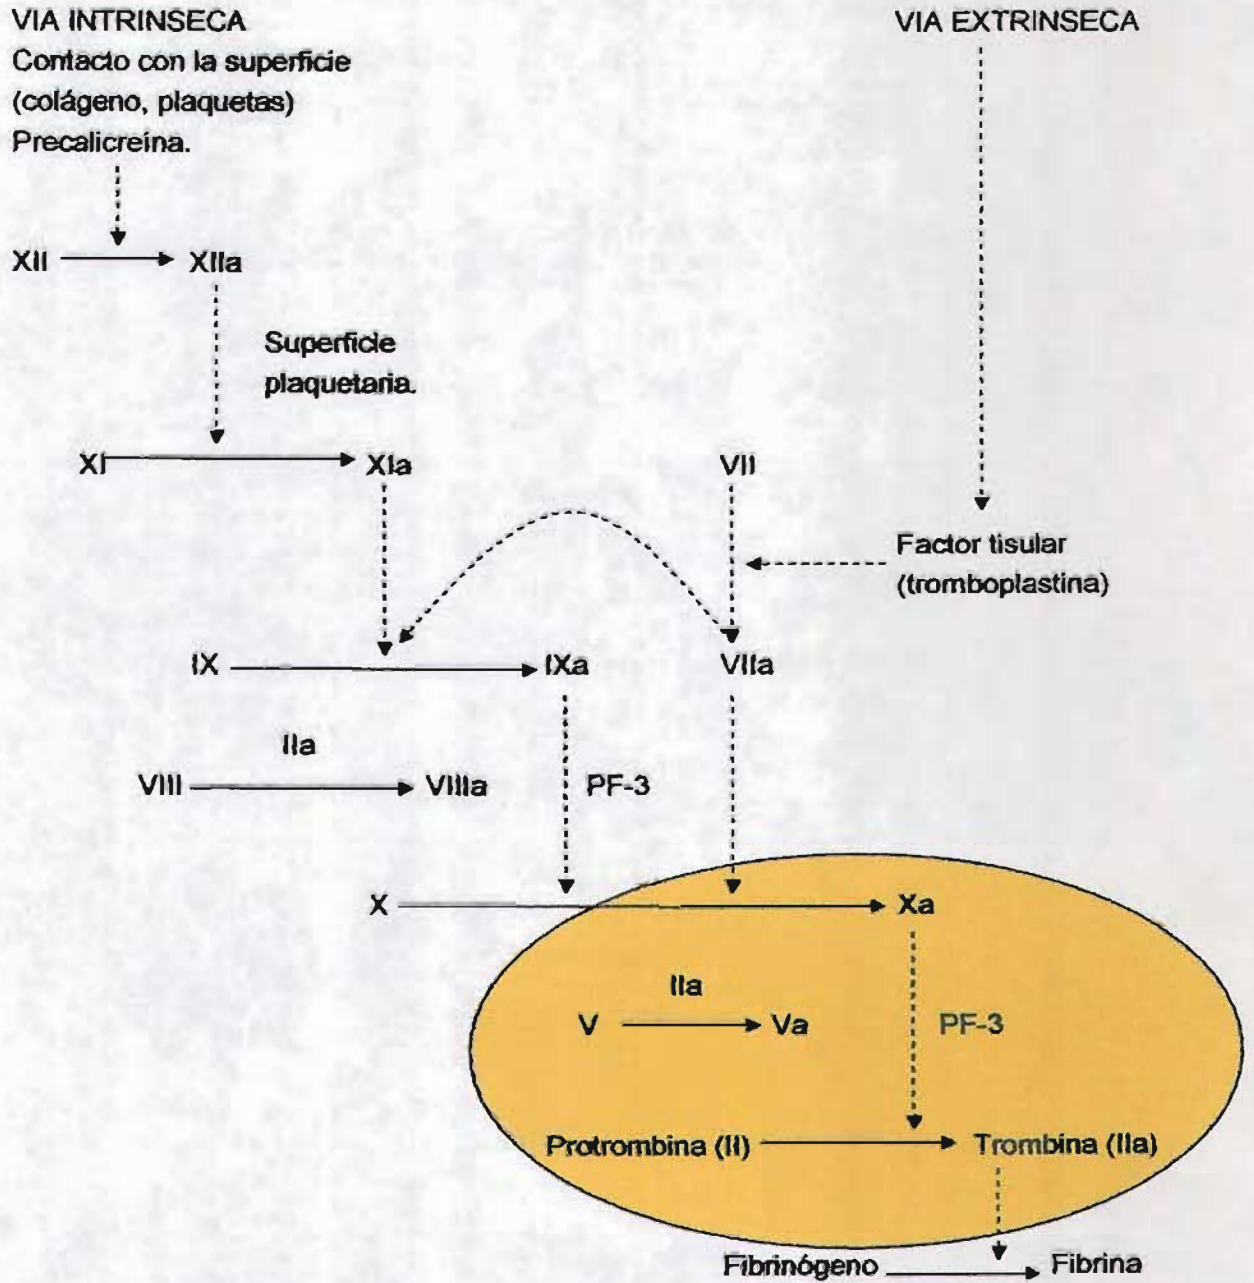 VIA INTRINSECA
Contacto con la superficie
(colágeno, plaquetas)
Precalicreína.
VIA EXTRINSECA
XII
XIIa
Superficie
plaquetaria.
XI
XIa
VII
Factor tisular
(tromboplastina)
IX
IXa
VIIa
IIa
VIII
VIIIa
PF-3
X
Xa
IIa
V
Va
PF-3
Protrombina (II)
Trombina (IIa)
Fibrinógeno
Fibrina